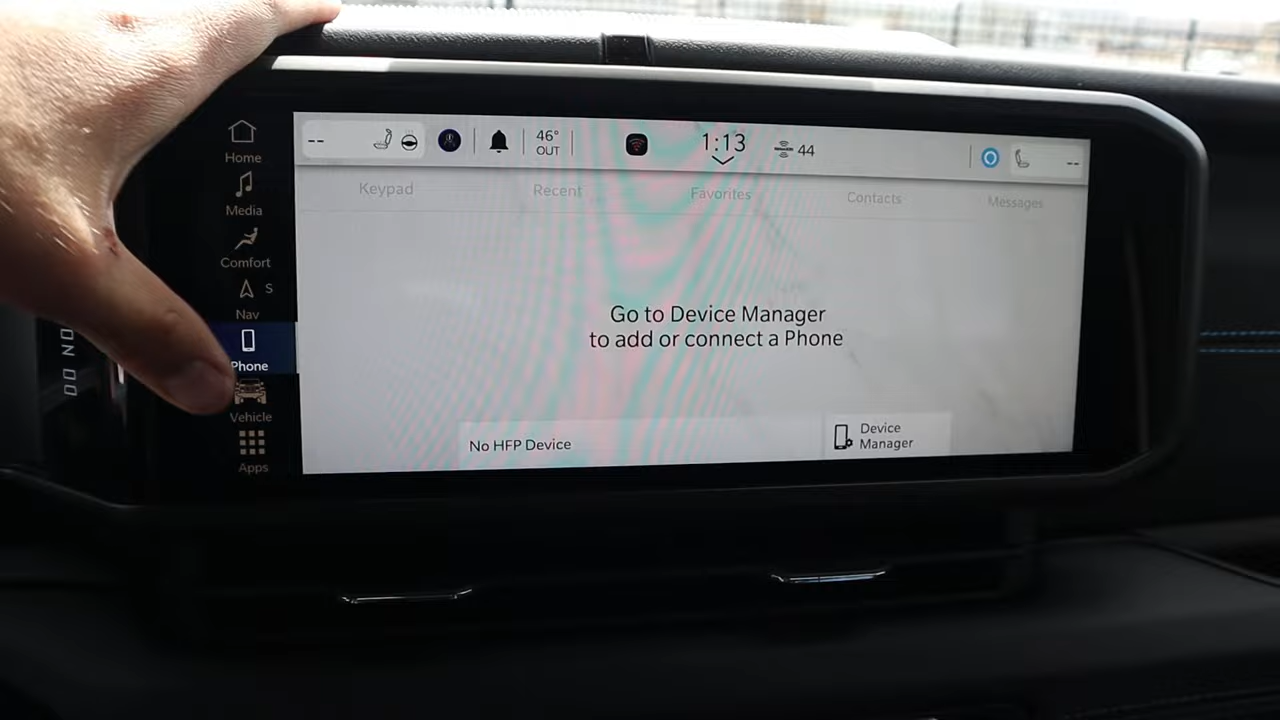 --
46°
OUT
1:13
44
--
Home
Media
Comfort
S
Nav
Phone
Vehicle
Apps
Keypad
Recent
Favorites
Contacts
Messages
Go to Device Manager
to add or connect a Phone
No HFP Device
Device
Manager